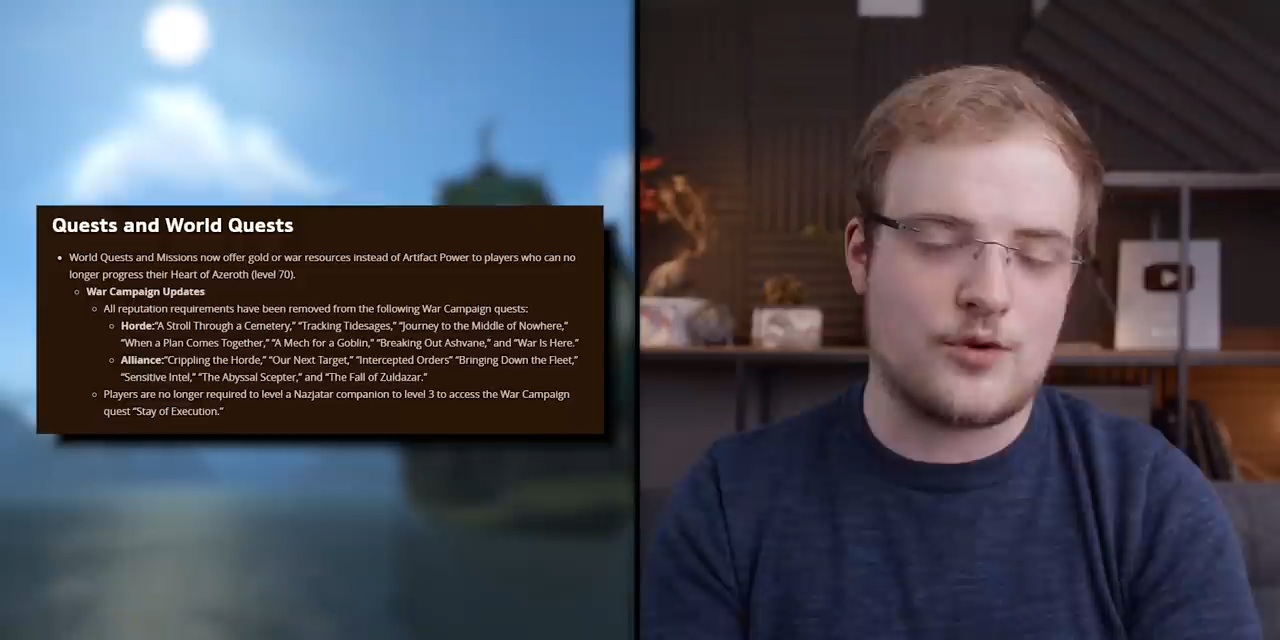 Quests and World Quests
• World Quests and Missions now offer gold or war resources instead of Artifact Power to players who can no
longer progress their Heart of Azeroth (level 70).
○ War Campaign Updates
○ All reputation requirements have been removed from the following War Campaign quests:
○ Horde:“A Stroll Through a Cemetery,” “Tracking Tidesages,” “Journey to the Middle of Nowhere,”
“When a Plan Comes Together,” “A Mech for a Goblin,” “Breaking Out Ashvane,” and “War Is Here.”
○ Alliance:“Crippling the Horde,” “Our Next Target,” “Intercepted Orders” “Bringing Down the Fleet,”
“Sensitive Intel,” “The Abyssal Scepter,” and “The Fall of Zuldazar.”
○ Players are no longer required to level a Nazjatar companion to level 3 to access the War Campaign
quest “Stay of Execution.”